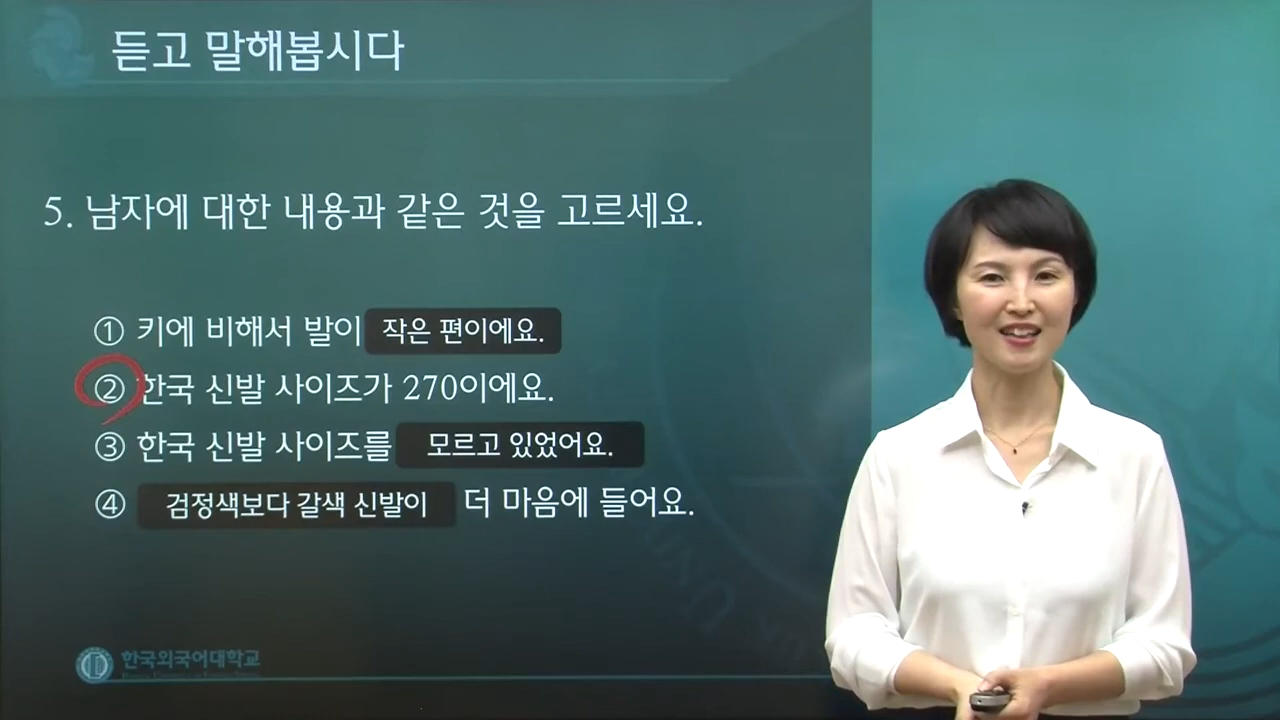 듣고 말해봅시다
5. 남자에 대한 내용과 같은 것을 고르세요.
① 키에 비해서 발이 작은 편이에요.
② 한국 신발 사이즈가 270이에요.
③ 한국 신발 사이즈를 모르고 있었어요.
④ 검정색보다 갈색 신발이 더 마음에 들어요.
한국외국어대학교